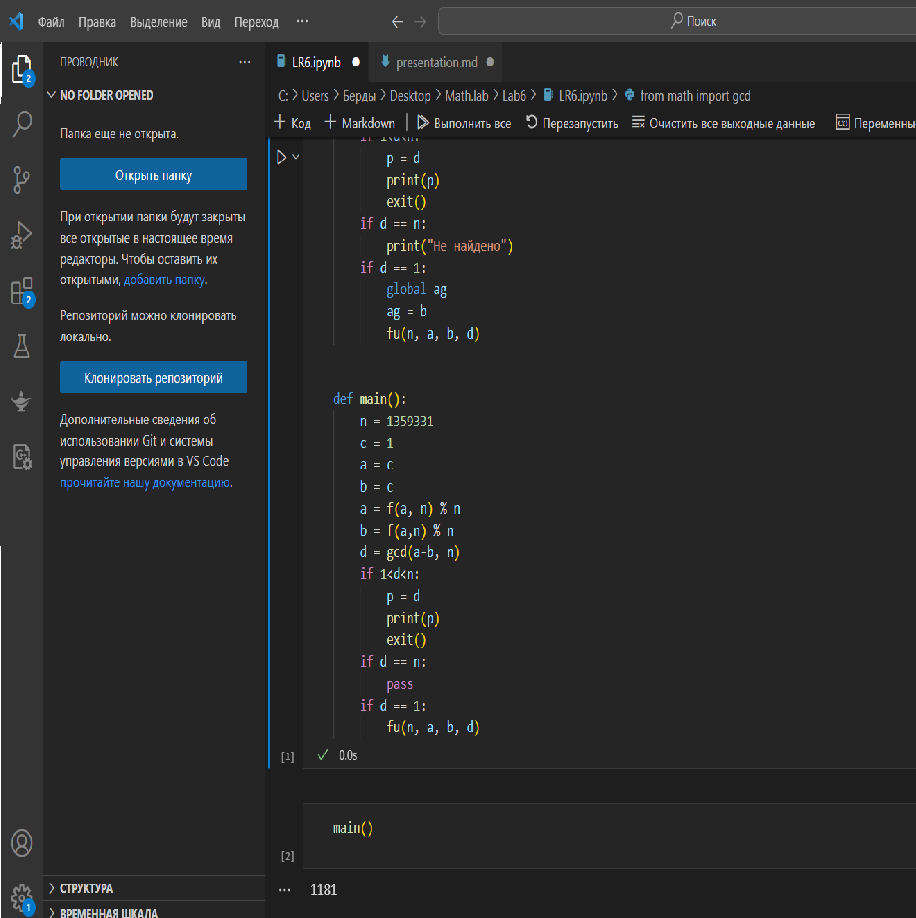 Файл Правка Выделение Вид Переход ··· Поиск
ПРОВОДНИК ···
NO FOLDER OPENED
Папка еще не открыта.
Открыть папку
При открытии папки будут закрыты
все открытые в настоящее время
редакторы. Чтобы оставить их
открытыми, добавить папку.
Репозиторий можно клонировать
локально.
Клонировать репозиторий
Дополнительные сведения об
использовании Git и системы
управления версиями в VS Code
прочитайте нашу документацию.
СТРУКТУРА
ВРЕМЕННАЯ ШКАЛА
2
2
1
LR6.ipynb presentation.md
C: > Users > Берды > Desktop > Math.lab > Lab6 > LR6.ipynb > from math import gcd
+ Код + Markdown | Выполнить все Перезапустить Очистить все выходные данные Переменны
if 1<d<n:
p = d
print(p)
exit()
if d == n:
print("Не найдено")
if d == 1:
global ag
ag = b
fu(n, a, b, d)
def main():
n = 1359331
c = 1
a = c
b = c
a = f(a, n) % n
b = f(a,n) % n
d = gcd(a-b, n)
if 1<d<n:
p = d
print(p)
exit()
if d == n:
pass
if d == 1:
fu(n, a, b, d)
[1] ✓ 0.0s
main()
[2]
··· 1181